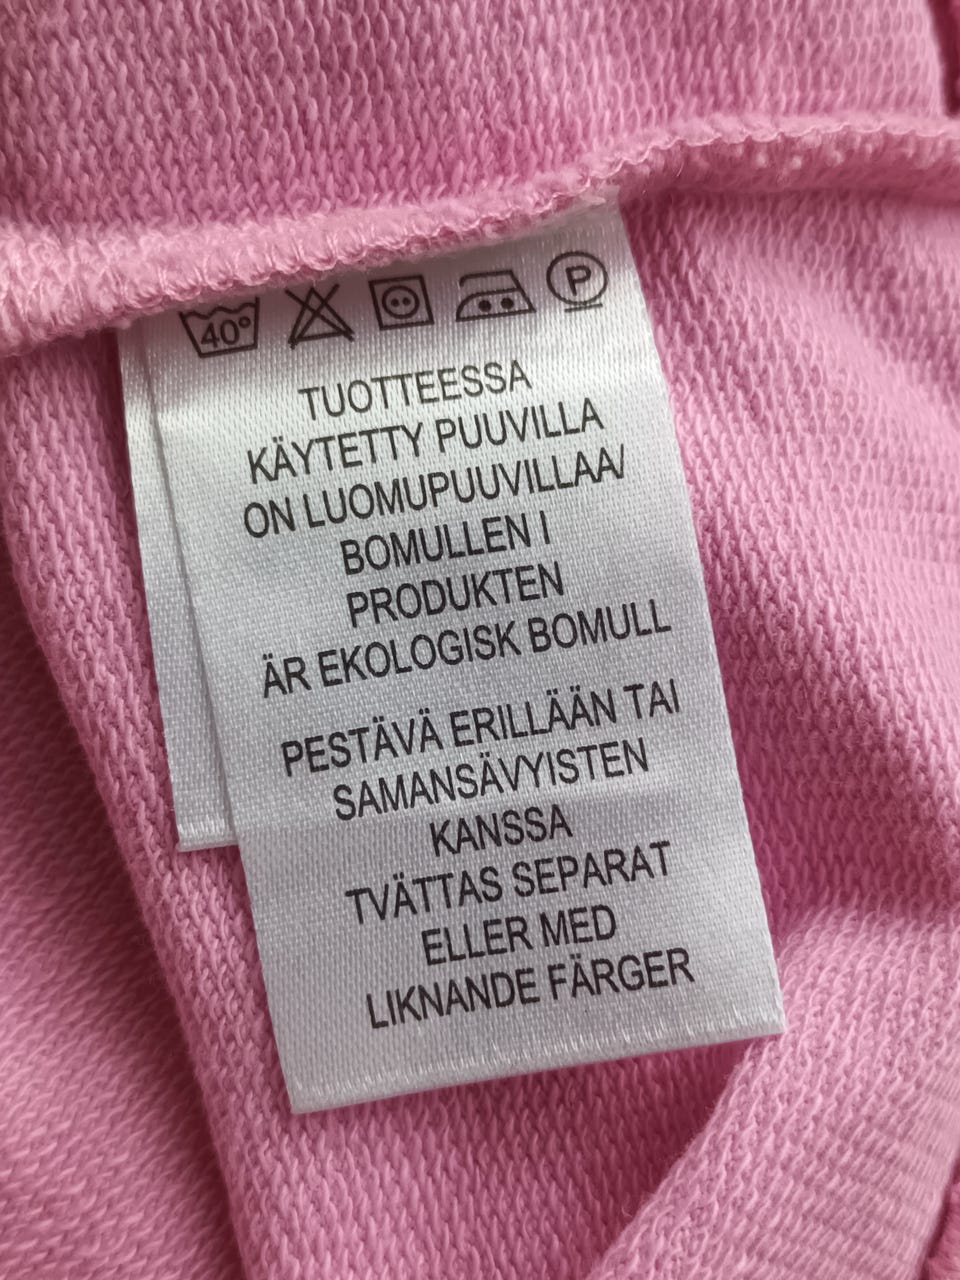 40° P
TUOTTEESSA
KÄYTETTY PUUVILLA
ON LUOMUPUUVILLAA/
BOMULLEN I
PRODUKTEN
ÄR EKOLOGISK BOMULL
PESTÄVÄ ERILLÄÄN TAI
SAMANSÄVYISTEN
KANSSA
TVÄTTAS SEPARAT
ELLER MED
LIKNANDE FÄRGER